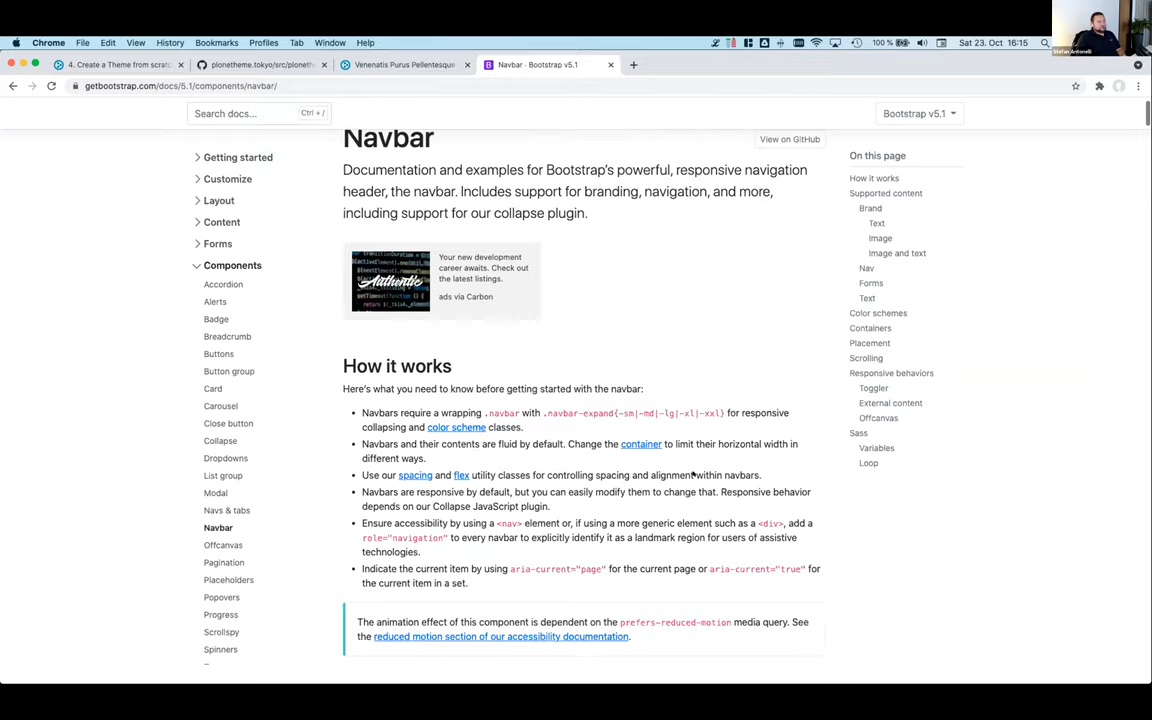 Chrome File Edit View History Bookmarks Profiles Tab Window Help
100 % Sat 23. Oct 16:15
Stefan Antonelli
4. Create a Theme from scratc
plonetheme.tokyo/src/ploneth
Venenatis Purus Pellentesque
Navbar · Bootstrap v5.1
getbootstrap.com/docs/5.1/components/navbar/
Search docs... Ctrl + /
Bootstrap v5.1
Getting started
Customize
Layout
Content
Forms
Components
Accordion
Alerts
Badge
Breadcrumb
Buttons
Button group
Card
Carousel
Close button
Collapse
Dropdowns
List group
Modal
Navs & tabs
Navbar
Offcanvas
Pagination
Placeholders
Popovers
Progress
Scrollspy
Spinners
Navbar
View on GitHub
Documentation and examples for Bootstrap's powerful, responsive navigation
header, the navbar. Includes support for branding, navigation, and more,
including support for our collapse plugin.
Authentic
Your new development
career awaits. Check out
the latest listings.
ads via Carbon
How it works
Here's what you need to know before getting started with the navbar:
• Navbars require a wrapping .navbar with .navbar-expand{-sm|-md|-lg|-xl|-xxl} for responsive
collapsing and color scheme classes.
• Navbars and their contents are fluid by default. Change the container to limit their horizontal width in
different ways.
• Use our spacing and flex utility classes for controlling spacing and alignment within navbars.
• Navbars are responsive by default, but you can easily modify them to change that. Responsive behavior
depends on our Collapse JavaScript plugin.
• Ensure accessibility by using a <nav> element or, if using a more generic element such as a <div>, add a
role="navigation" to every navbar to explicitly identify it as a landmark region for users of assistive
technologies.
• Indicate the current item by using aria-current="page" for the current page or aria-current="true" for
the current item in a set.
The animation effect of this component is dependent on the prefers-reduced-motion media query. See
the reduced motion section of our accessibility documentation.
On this page
How it works
Supported content
Brand
Text
Image
Image and text
Nav
Forms
Text
Color schemes
Containers
Placement
Scrolling
Responsive behaviors
Toggler
External content
Offcanvas
Sass
Variables
Loop